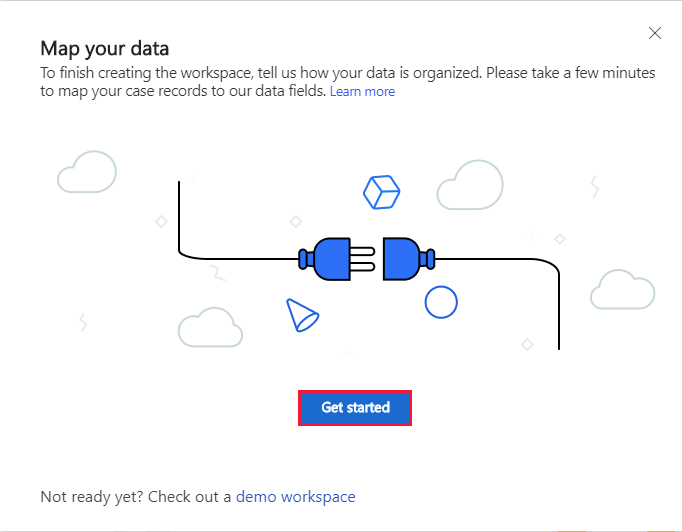 Map your data
To finish creating the workspace, tell us how your data is organized. Please take a few minutes
to map your case records to our data fields. Learn more
Get started
Not ready yet? Check out a demo workspace